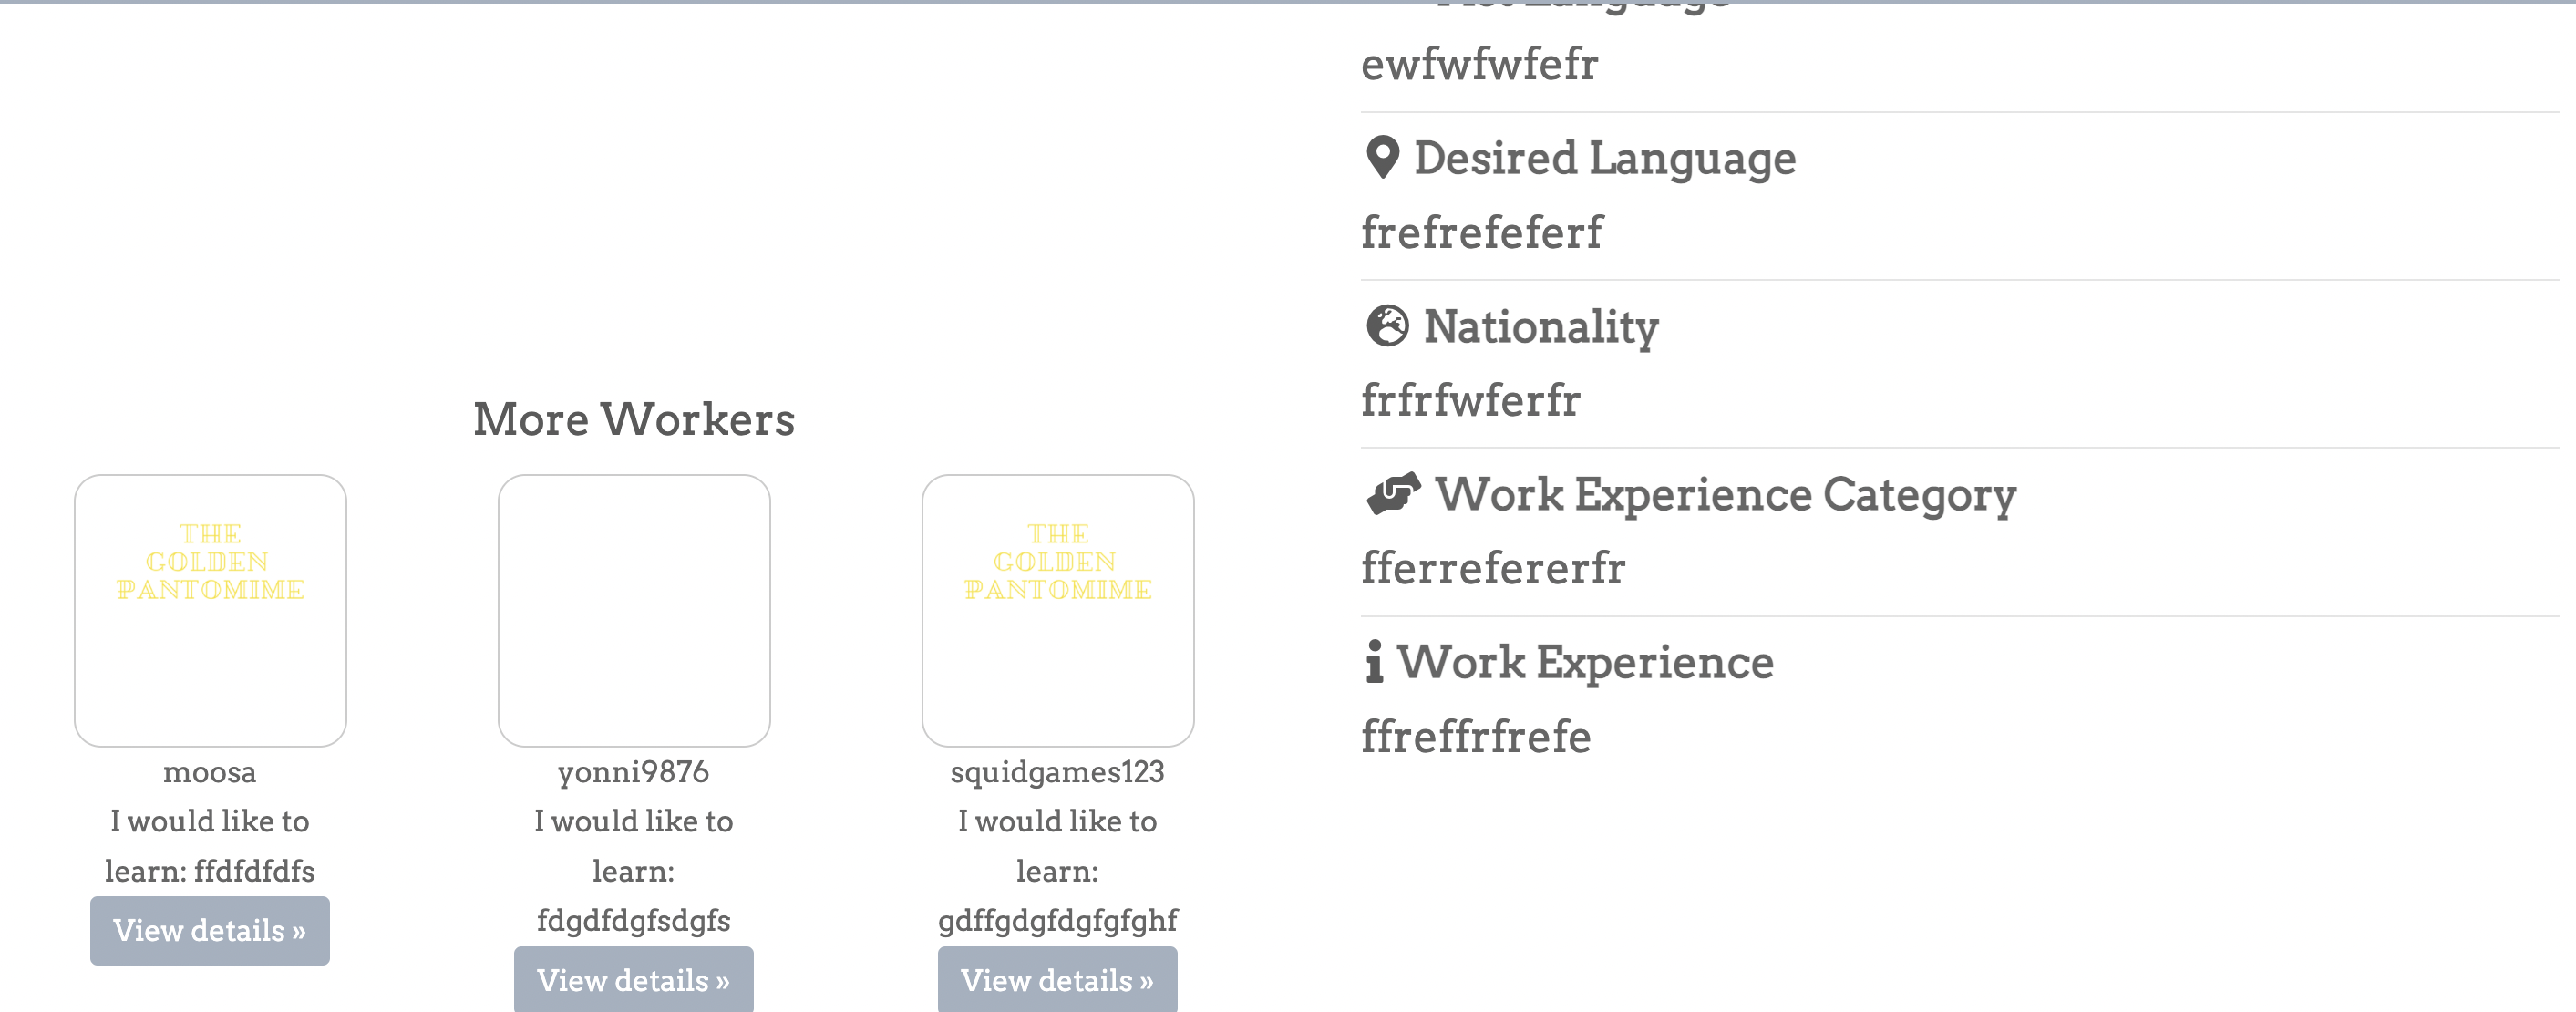 Language
ewfwfwfefr
Desired Language
frefrefeferf
Nationality
frfrfwferfr
Work Experience Category
fferrefererfr
Work Experience
ffreffrfrefe
More Workers
THE
GOLDEN
PANTOMIME
moosa
I would like to
learn: ffdfdfdfs
View details »
yonni9876
I would like to
learn:
fdgdfdgfsdgfs
View details »
THE
GOLDEN
PANTOMIME
squidgames123
I would like to
learn:
gdffgdgfdgfgfghf
View details »